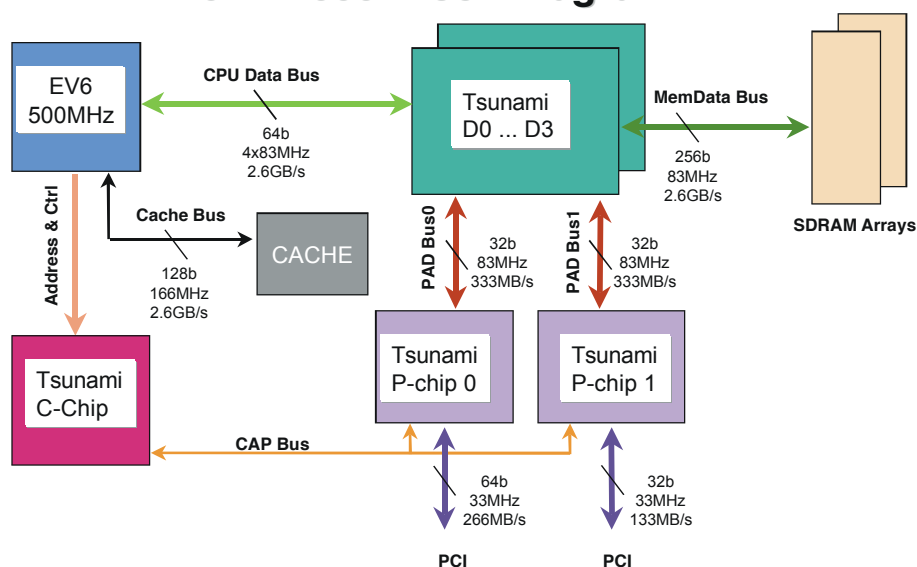 EV6
500MHz
CPU Data Bus
64b
4x83MHz
2.6GB/s
Tsunami
D0 ... D3
MemData Bus
256b
83MHz
2.6GB/s
SDRAM Arrays
Address & Ctrl
Cache Bus
128b
166MHz
2.6GB/s
CACHE
PAD Bus0
32b
83MHz
333MB/s
PAD Bus1
32b
83MHz
333MB/s
Tsunami
C-Chip
Tsunami
P-chip 0
Tsunami
P-chip 1
CAP Bus
64b
33MHz
266MB/s
32b
33MHz
133MB/s
PCI
PCI